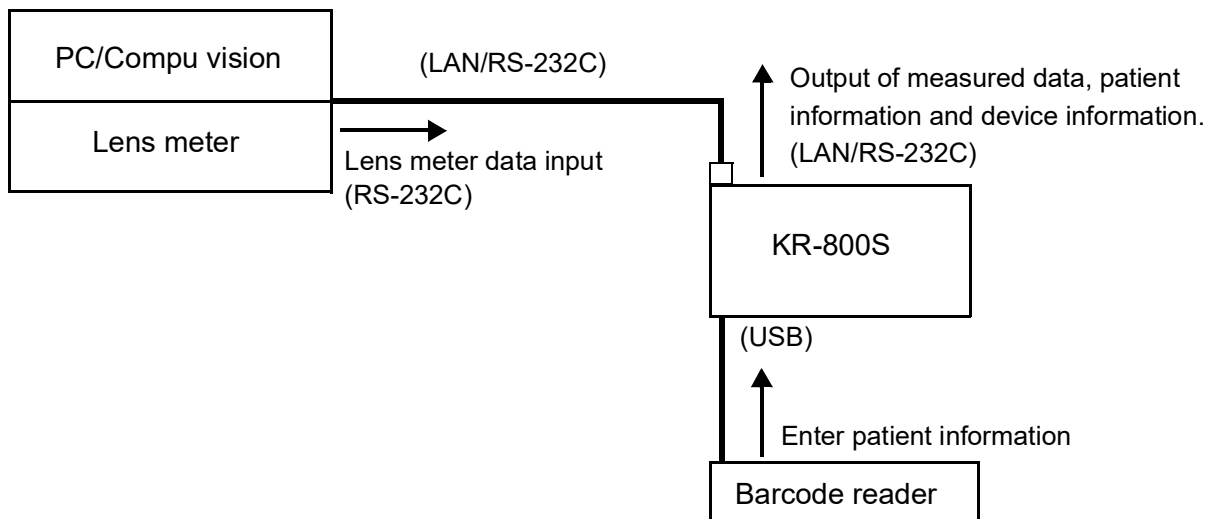 PC/Compu vision
Lens meter
(LAN/RS-232C)
Lens meter data input
(RS-232C)
Output of measured data, patient
information and device information.
(LAN/RS-232C)
KR-800S
(USB)
Enter patient information
Barcode reader